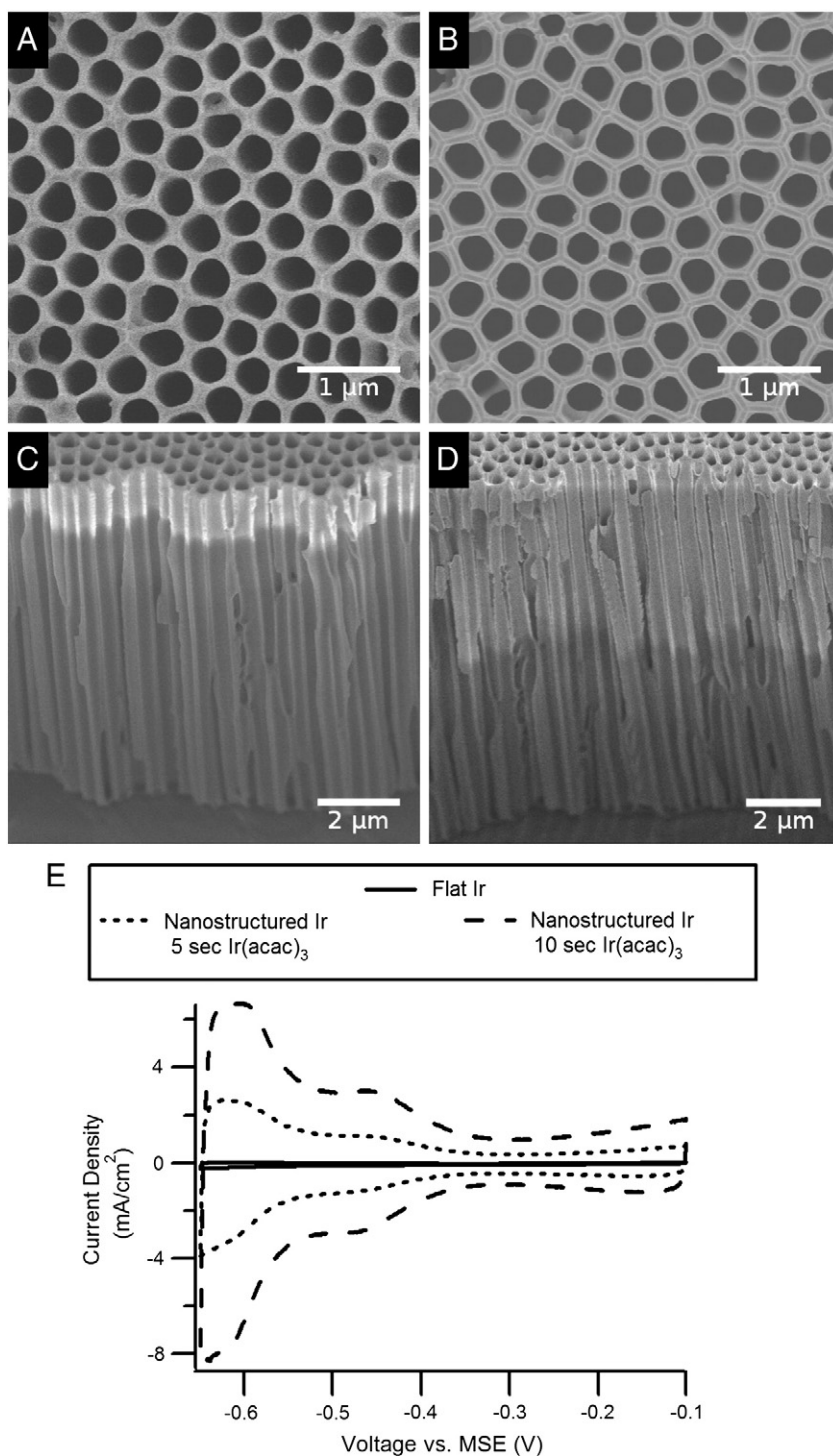 A
B
1 μm
1 μm
C
D
2 μm
2 μm
E
Flat Ir
Nanostructured Ir
5 sec Ir(acac)₃
Nanostructured Ir
10 sec Ir(acac)₃
4
0
-4
-8
Current Density
(mA/cm²)
-0.6
-0.5
-0.4
-0.3
-0.2
-0.1
Voltage vs. MSE (V)